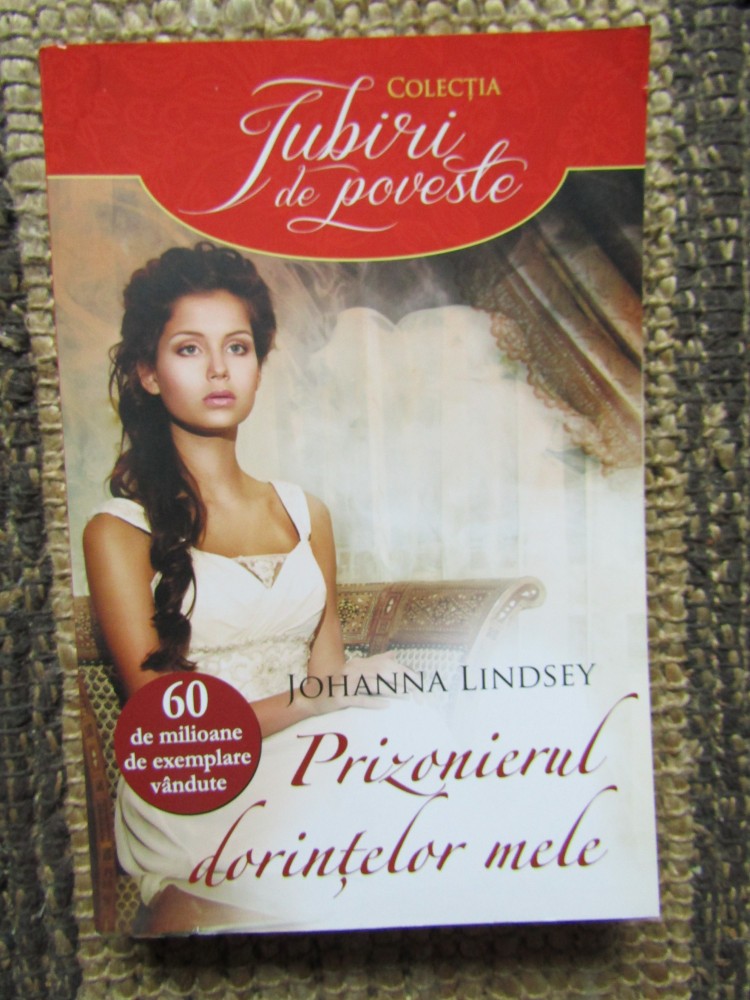 COLECȚIA
Iubiri
de poveste
JOHANNA LINDSEY
60
de milioane
de exemplare
vândute
Prizonierul
dorințelor mele